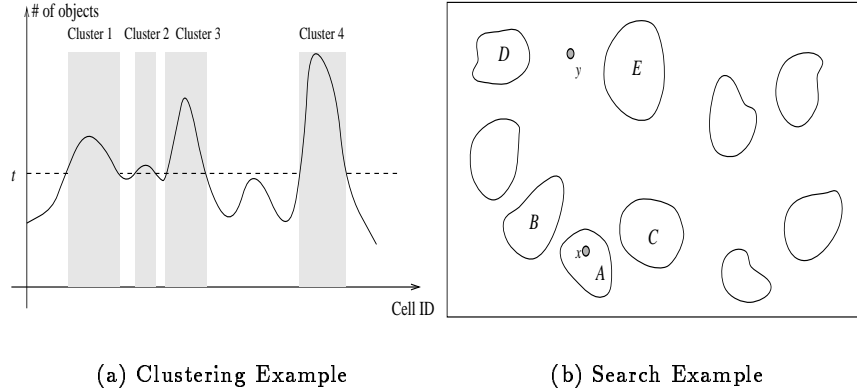 # of objects
Cluster 1
Cluster 2
Cluster 3
Cluster 4
t
Cell ID
(a) Clustering Example
D
y
E
B
C
x
A
(b) Search Example